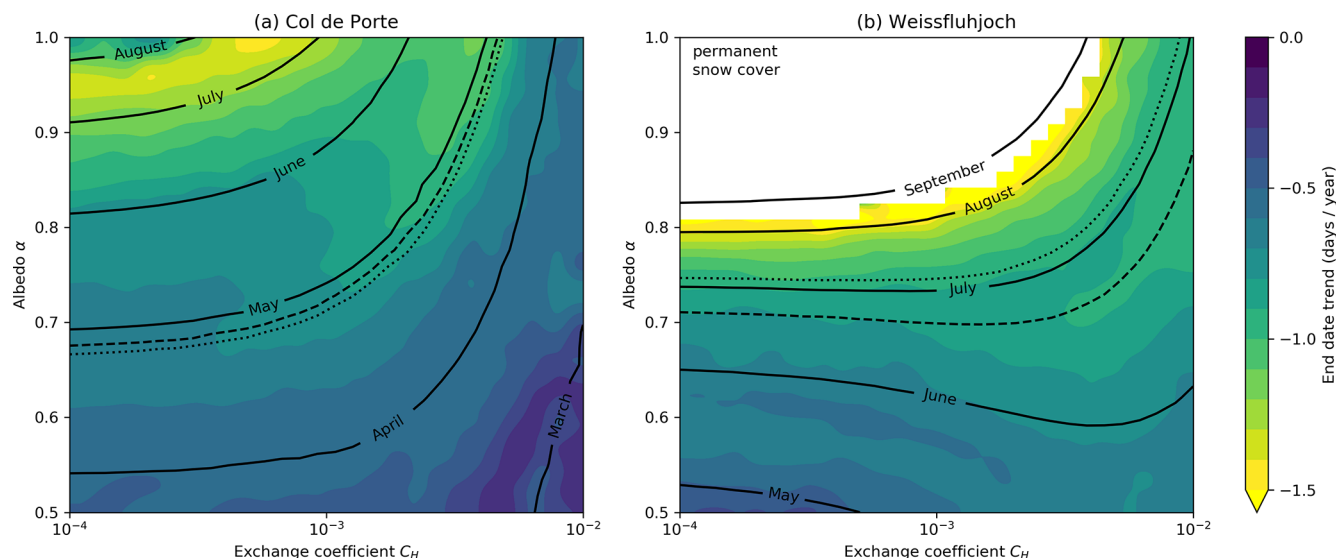 (a) Col de Porte
(b) Weissfluhjoch
1.0
0.9
0.8
0.7
0.6
0.5
Albedo α
August
July
June
May
April
March
10⁻⁴
10⁻³
10⁻²
Exchange coefficient C_H
permanent
snow cover
1.0
0.9
0.8
0.7
0.6
0.5
Albedo α
September
August
July
June
May
10⁻⁴
10⁻³
10⁻²
Exchange coefficient C_H
0.0
−0.5
−1.0
−1.5
End date trend (days / year)